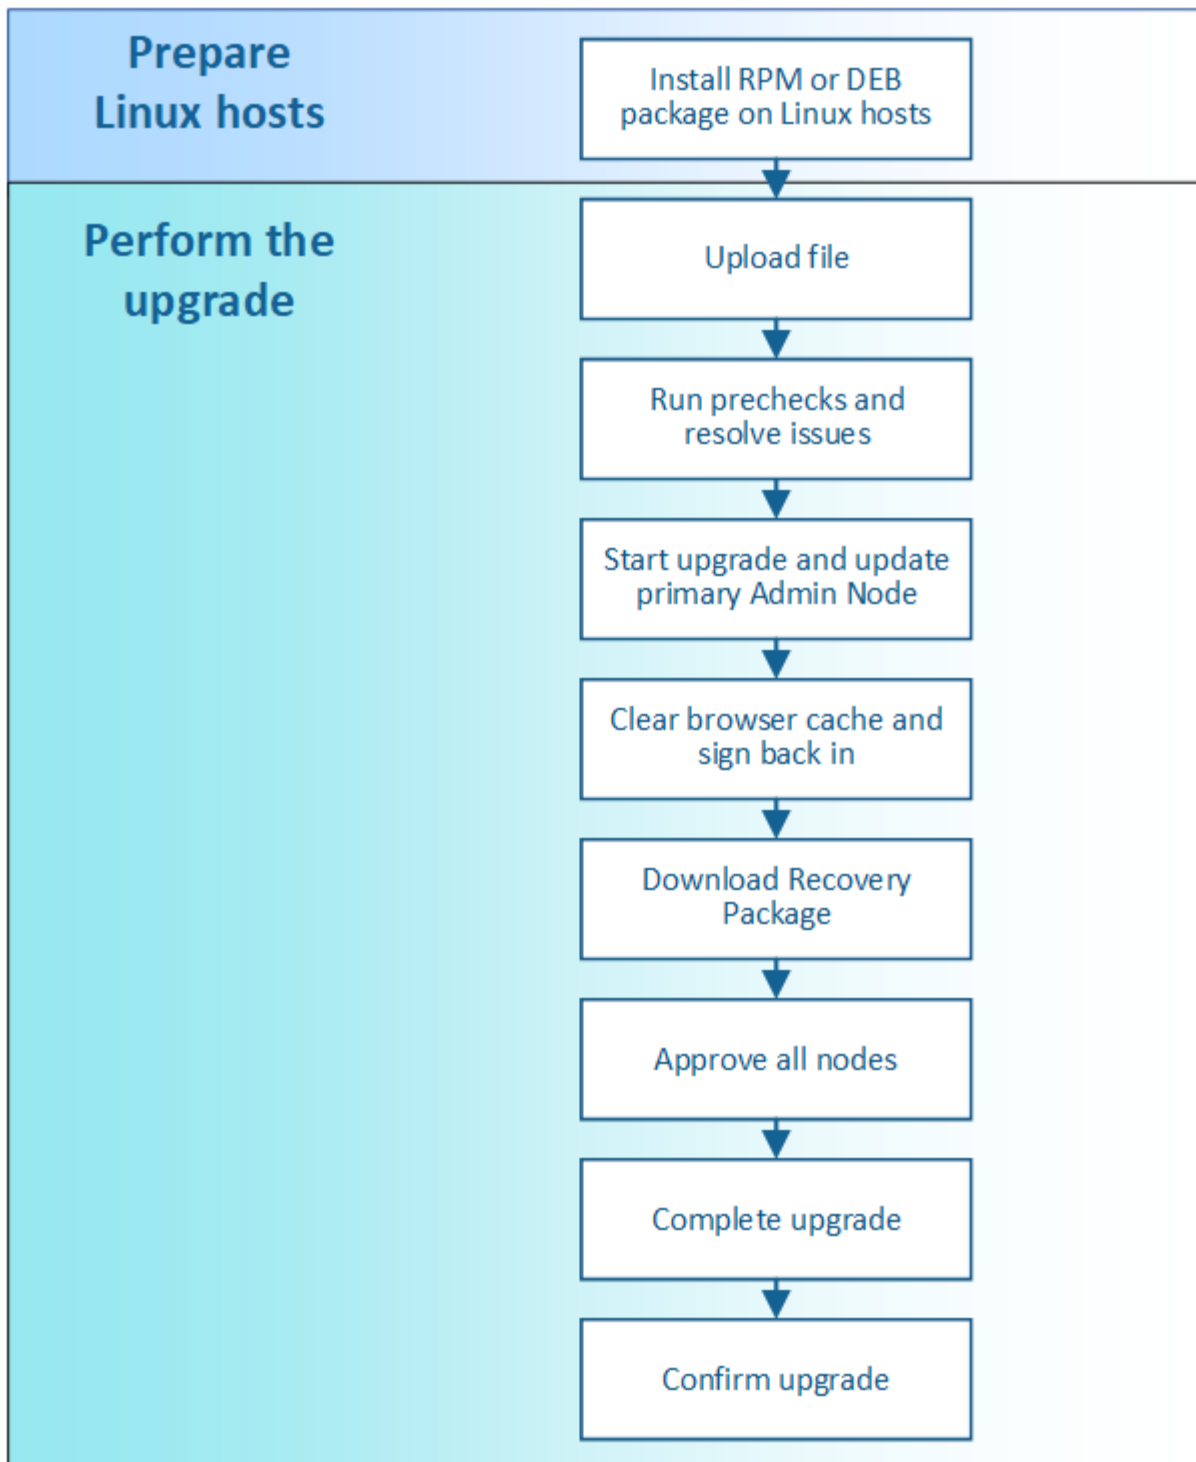 Prepare
Linux hosts
Install RPM or DEB
package on Linux hosts
Perform the
upgrade
Upload file
Run prechecks and
resolve issues
Start upgrade and update
primary Admin Node
Clear browser cache and
sign back in
Download Recovery
Package
Approve all nodes
Complete upgrade
Confirm upgrade